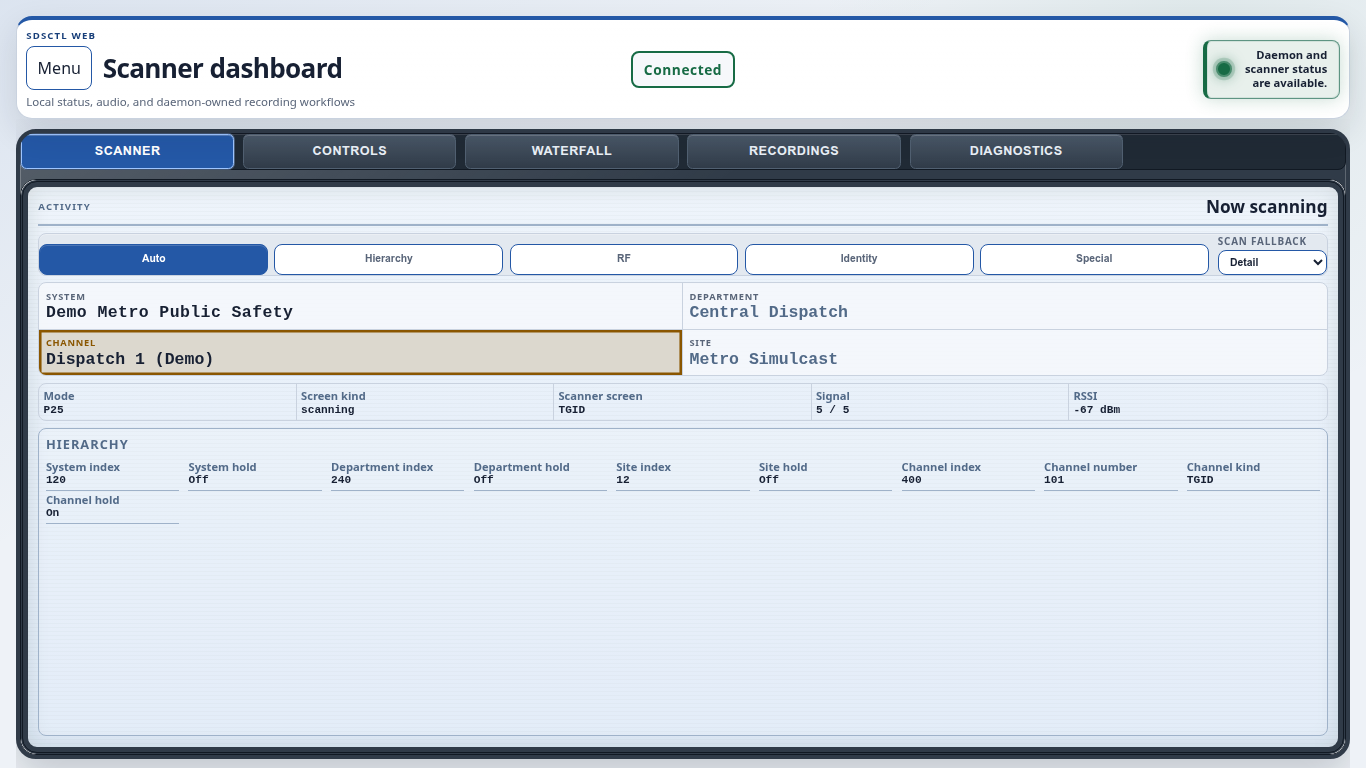 SDSCTL WEB
Menu
Scanner dashboard
Local status, audio, and daemon-owned recording workflows
Connected
Daemon and
scanner status
are available.
SCANNER
CONTROLS
WATERFALL
RECORDINGS
DIAGNOSTICS
ACTIVITY
Now scanning
Auto
Hierarchy
RF
Identity
Special
SCAN FALLBACK
Detail
SYSTEM
Demo Metro Public Safety
DEPARTMENT
Central Dispatch
CHANNEL
Dispatch 1 (Demo)
SITE
Metro Simulcast
Mode
P25
Screen kind
scanning
Scanner screen
TGID
Signal
5 / 5
RSSI
-67 dBm
HIERARCHY
System index
120
System hold
Off
Department index
240
Department hold
Off
Site index
12
Site hold
Off
Channel index
400
Channel number
101
Channel kind
TGID
Channel hold
On